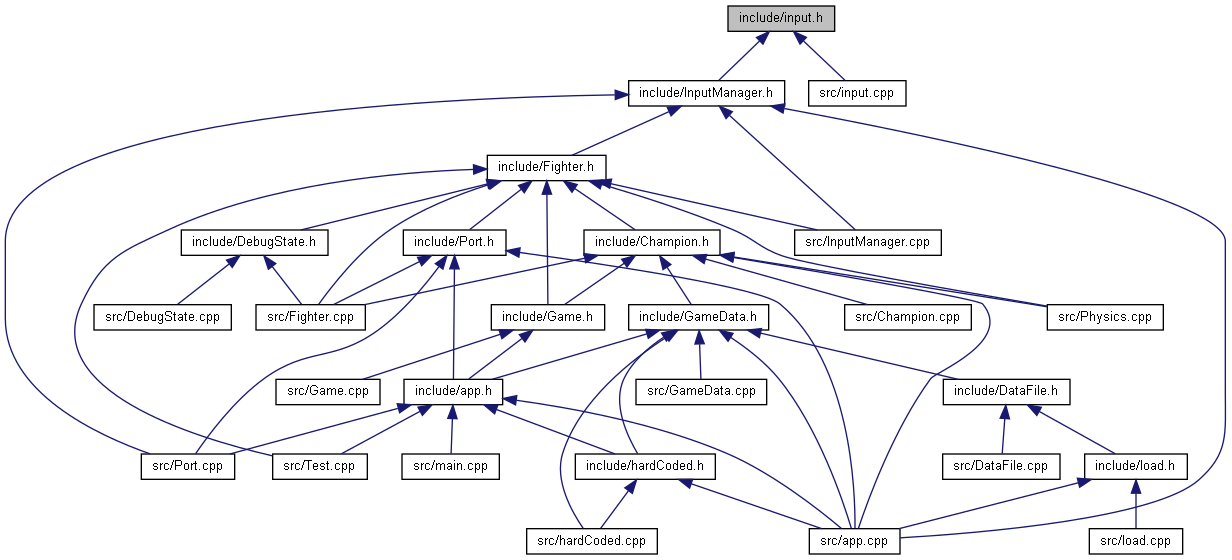 include/input.h
include/InputManager.h
src/input.cpp
include/Fighter.h
include/DebugState.h
include/Port.h
include/Champion.h
src/InputManager.cpp
src/DebugState.cpp
src/Fighter.cpp
include/Game.h
include/GameData.h
src/Champion.cpp
src/Physics.cpp
src/Game.cpp
include/app.h
src/GameData.cpp
include/DataFile.h
src/Port.cpp
src/Test.cpp
src/main.cpp
include/hardCoded.h
src/DataFile.cpp
include/load.h
src/hardCoded.cpp
src/app.cpp
src/load.cpp